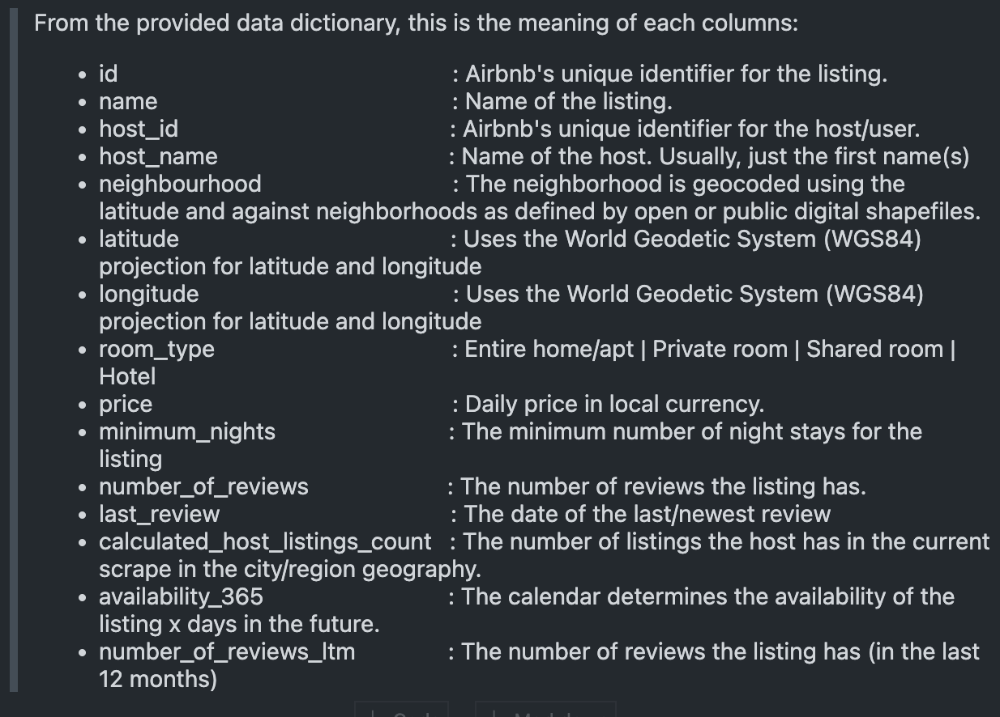 From the provided data dictionary, this is the meaning of each columns:
• id : Airbnb's unique identifier for the listing.
• name : Name of the listing.
• host_id : Airbnb's unique identifier for the host/user.
• host_name : Name of the host. Usually, just the first name(s)
• neighbourhood : The neighborhood is geocoded using the
latitude and against neighborhoods as defined by open or public digital shapefiles.
• latitude : Uses the World Geodetic System (WGS84)
projection for latitude and longitude
• longitude : Uses the World Geodetic System (WGS84)
projection for latitude and longitude
• room_type : Entire home/apt | Private room | Shared room |
Hotel
• price : Daily price in local currency.
• minimum_nights : The minimum number of night stays for the
listing
• number_of_reviews : The number of reviews the listing has.
• last_review : The date of the last/newest review
• calculated_host_listings_count : The number of listings the host has in the current
scrape in the city/region geography.
• availability_365 : The calendar determines the availability of the
listing x days in the future.
• number_of_reviews_ltm : The number of reviews the listing has (in the last
12 months)